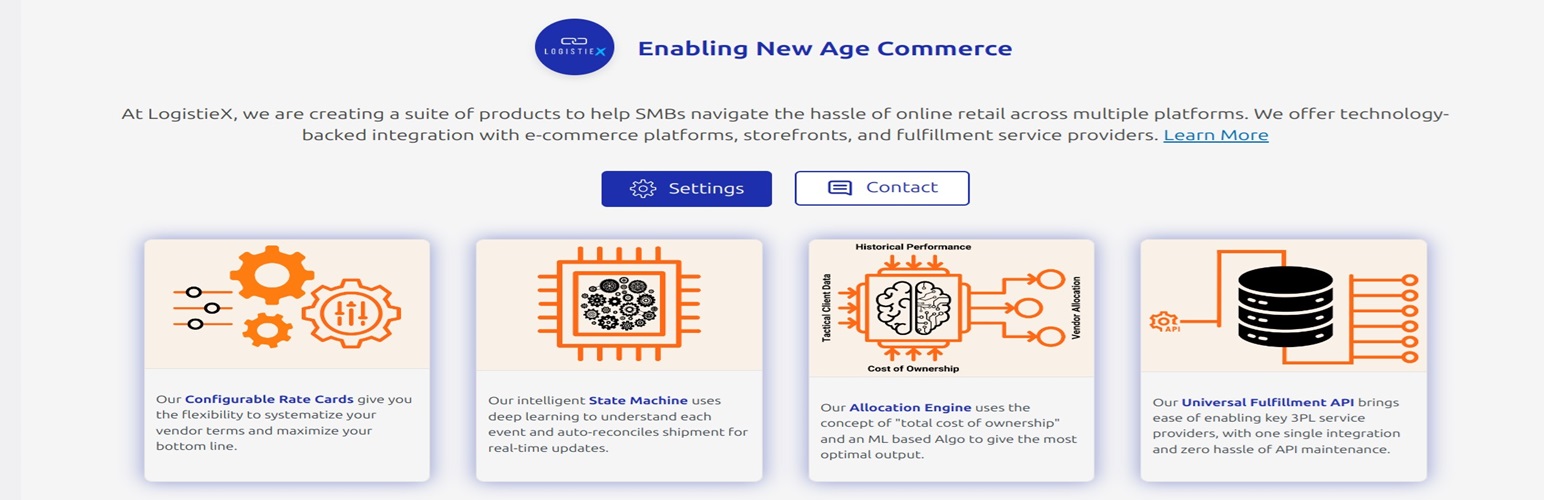 LOGISTIEX
Enabling New Age Commerce
At LogistieX, we are creating a suite of products to help SMBs navigate the hassle of online retail across multiple platforms. We offer technology-
backed integration with e-commerce platforms, storefronts, and fulfillment service providers. Learn More
Settings
Contact
Our Configurable Rate Cards give you
the flexibility to systematize your
vendor terms and maximize your
bottom line.
Our intelligent State Machine uses
deep learning to understand each
event and auto-reconciles shipment for
real-time updates.
Historical Performance
Tactical Client Data
Vendor Allocation
Cost of Ownership
Our Allocation Engine uses the
concept of "total cost of ownership"
and an ML based Algo to give the most
optimal output.
API
Our Universal Fulfillment API brings
ease of enabling key 3PL service
providers, with one single integration
and zero hassle of API maintenance.